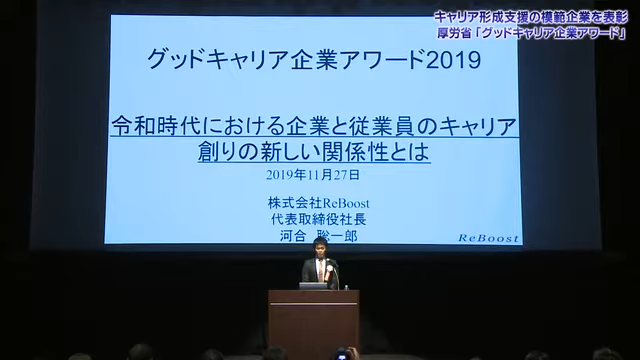 キャリア形成支援の模範企業を表彰
厚労省「グッドキャリア企業アワード」
グッドキャリア企業アワード2019
令和時代における企業と従業員のキャリア
創りの新しい関係性とは
2019年11月27日
株式会社ReBoost
代表取締役社長
河合 聡一郎
ReBoost